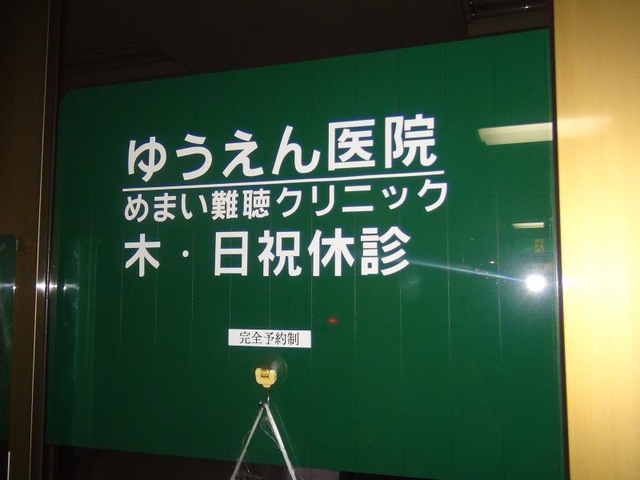 ゆうえん医院
めまい難聴クリニック
木・日祝休診
完全予約制